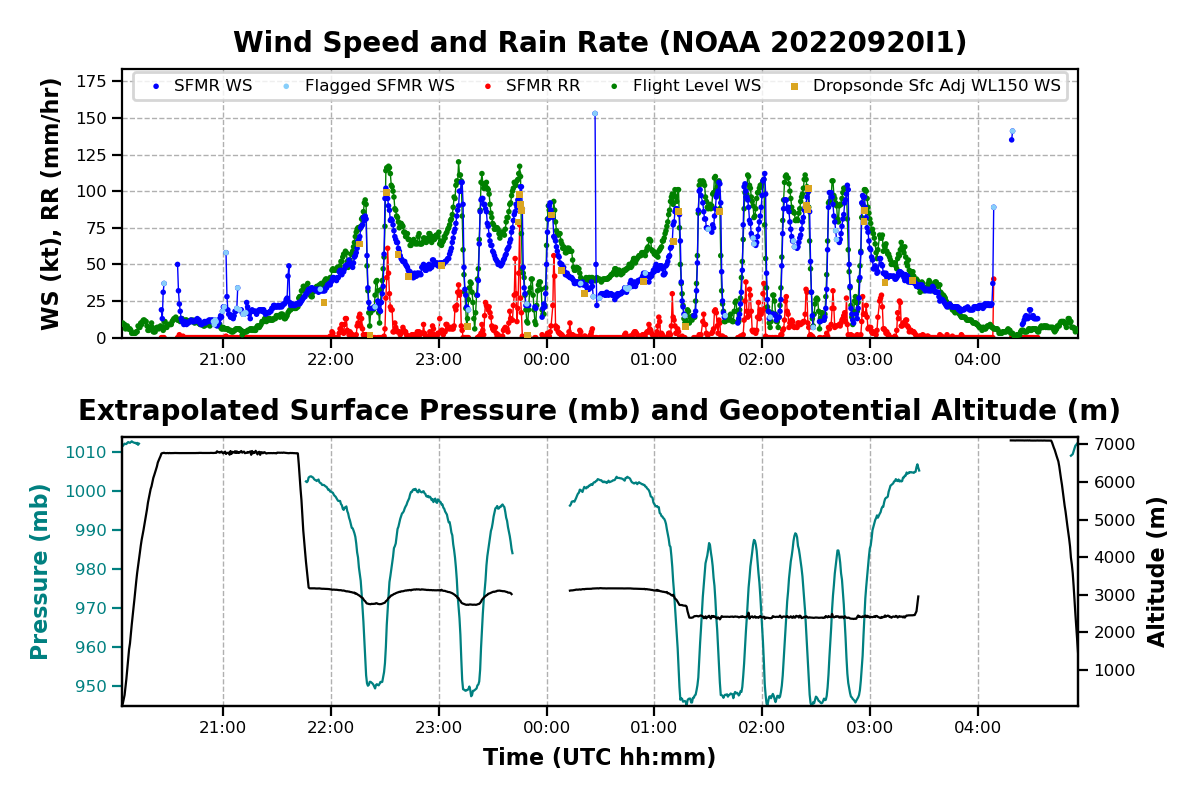 Wind Speed and Rain Rate (NOAA 20220920I1)
WS (kt), RR (mm/hr)
SFMR WS Flagged SFMR WS SFMR RR Flight Level WS Dropsonde Sfc Adj WL150 WS
175
150
125
100
75
50
25
0
21:00 22:00 23:00 00:00 01:00 02:00 03:00 04:00
Extrapolated Surface Pressure (mb) and Geopotential Altitude (m)
Pressure (mb)
1010
1000
990
980
970
960
950
7000
6000
5000
4000
3000
2000
1000
Altitude (m)
21:00 22:00 23:00 00:00 01:00 02:00 03:00 04:00
Time (UTC hh:mm)